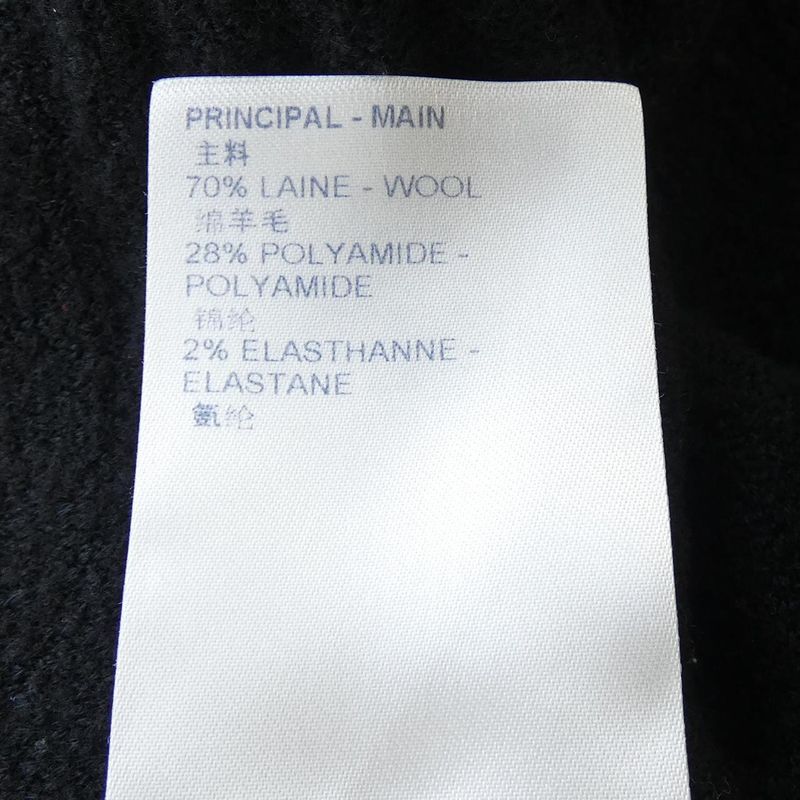 PRINCIPAL - MAIN
主料
70% LAINE - WOOL
绵羊毛
28% POLYAMIDE -
POLYAMIDE
锦纶
2% ELASTHANNE -
ELASTANE
氨纶